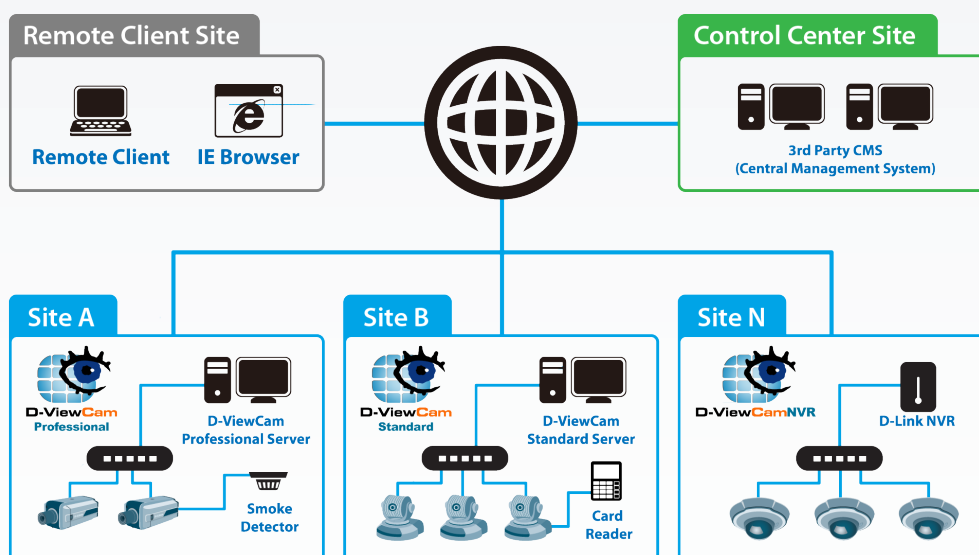 Remote Client Site
Control Center Site
Remote Client
IE Browser
3rd Party CMS
(Central Management System)
Site A
Site B
Site N
D-ViewCam
Professional
D-ViewCam
Professional Server
Smoke
Detector
D-ViewCam
Standard
D-ViewCam
Standard Server
Card
Reader
D-ViewCamNVR
D-Link NVR